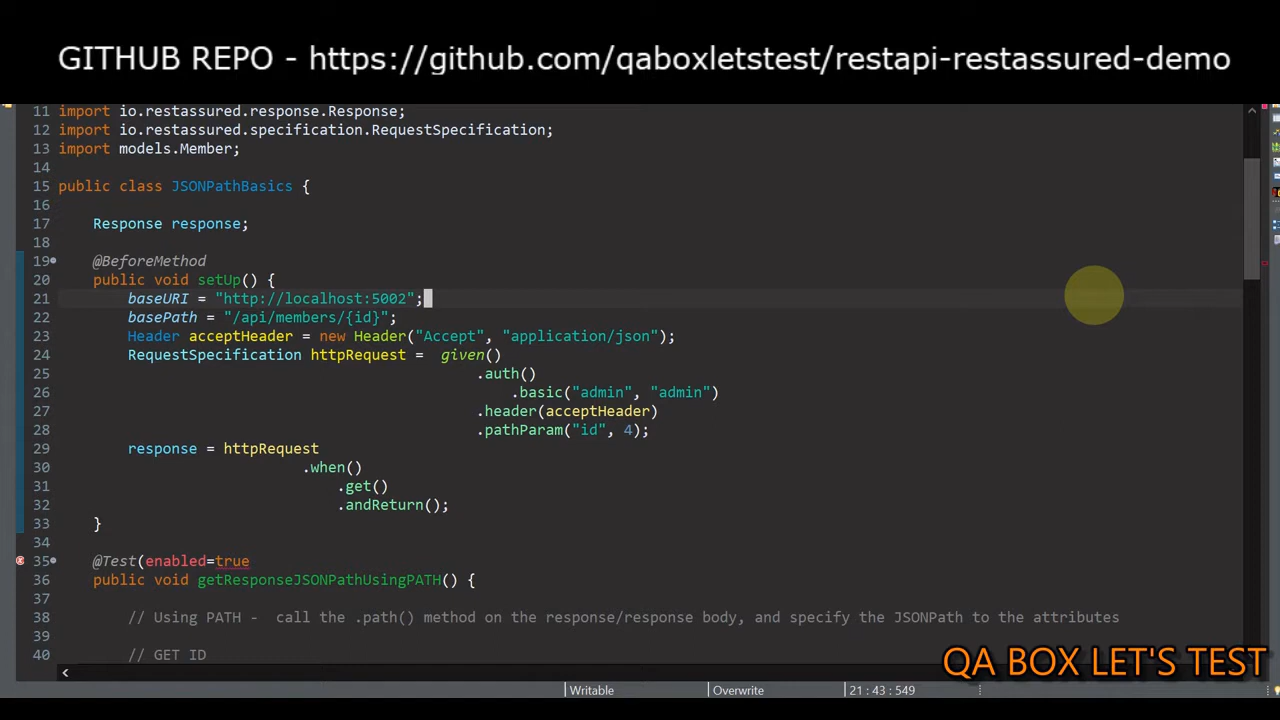 GITHUB REPO - https://github.com/qaboxletstest/restapi-restassured-demo
11 import io.restassured.response.Response;
12 import io.restassured.specification.RequestSpecification;
13 import models.Member;
14
15 public class JSONPathBasics {
16
17 Response response;
18
19 @BeforeMethod
20 public void setUp() {
21 baseURI = "http://localhost:5002";
22 basePath = "/api/members/{id}";
23 Header acceptHeader = new Header("Accept", "application/json");
24 RequestSpecification httpRequest = given()
25 .auth()
26 .basic("admin", "admin")
27 .header(acceptHeader)
28 .pathParam("id", 4);
29 response = httpRequest
30 .when()
31 .get()
32 .andReturn();
33 }
34
35 @Test(enabled=true
36 public void getResponseJSONPathUsingPATH() {
37
38 // Using PATH - call the .path() method on the response/response body, and specify the JSONPath to the attributes
39
40 // GET ID
QA BOX LET'S TEST
Writable Overwrite 21 : 43 : 549